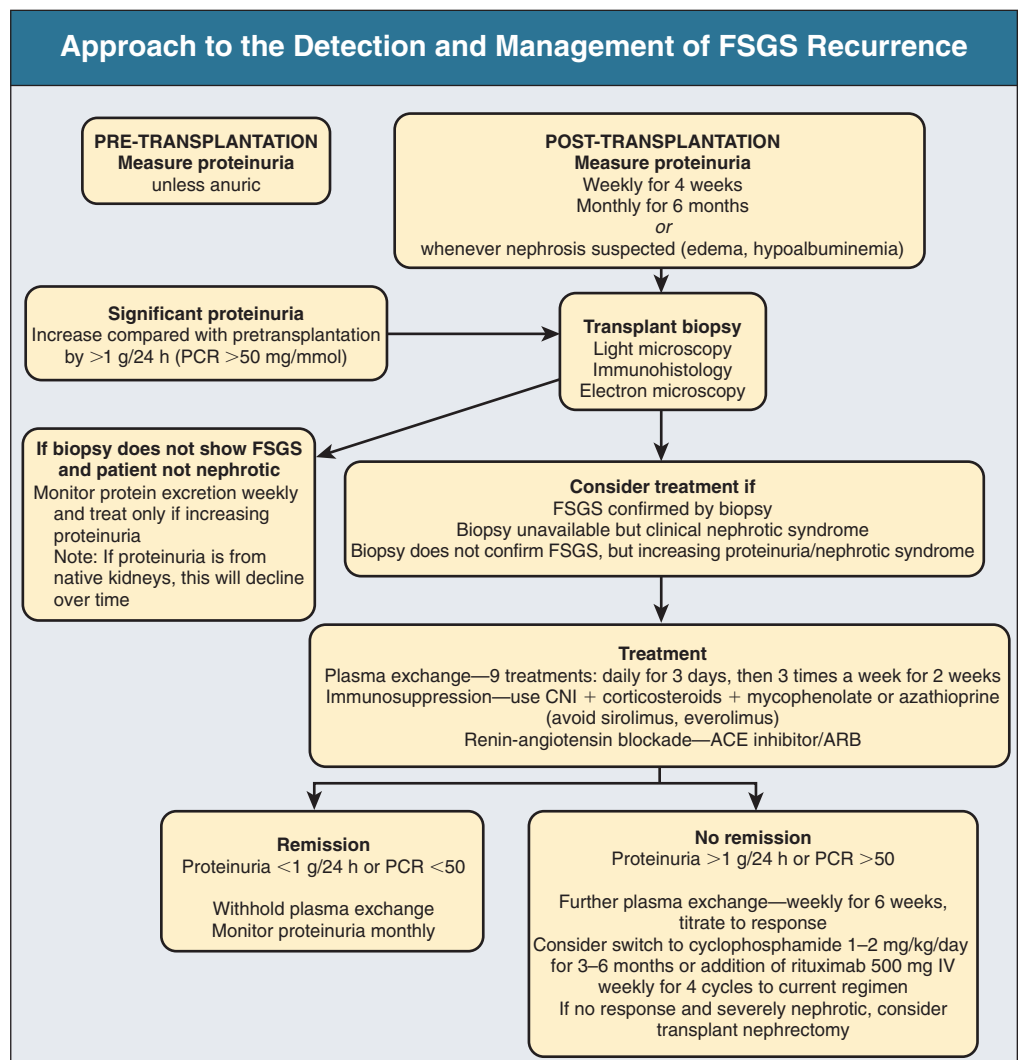 Approach to the Detection and Management of FSGS Recurrence
PRE-TRANSPLANTATION
Measure proteinuria
unless anuric
POST-TRANSPLANTATION
Measure proteinuria
Weekly for 4 weeks
Monthly for 6 months
or
whenever nephrosis suspected (edema, hypoalbuminemia)
Significant proteinuria
Increase compared with pretransplantation
by >1 g/24 h (PCR >50 mg/mmol)
Transplant biopsy
Light microscopy
Immunohistology
Electron microscopy
If biopsy does not show FSGS
and patient not nephrotic
Monitor protein excretion weekly
and treat only if increasing
proteinuria
Note: If proteinuria is from
native kidneys, this will decline
over time
Consider treatment if
FSGS confirmed by biopsy
Biopsy unavailable but clinical nephrotic syndrome
Biopsy does not confirm FSGS, but increasing proteinuria/nephrotic syndrome
Treatment
Plasma exchange—9 treatments: daily for 3 days, then 3 times a week for 2 weeks
Immunosuppression—use CNI + corticosteroids + mycophenolate or azathioprine
(avoid sirolimus, everolimus)
Renin-angiotensin blockade—ACE inhibitor/ARB
Remission
Proteinuria <1 g/24 h or PCR <50
Withhold plasma exchange
Monitor proteinuria monthly
No remission
Proteinuria >1 g/24 h or PCR >50
Further plasma exchange—weekly for 6 weeks,
titrate to response
Consider switch to cyclophosphamide 1–2 mg/kg/day
for 3–6 months or addition of rituximab 500 mg IV
weekly for 4 cycles to current regimen
If no response and severely nephrotic, consider
transplant nephrectomy